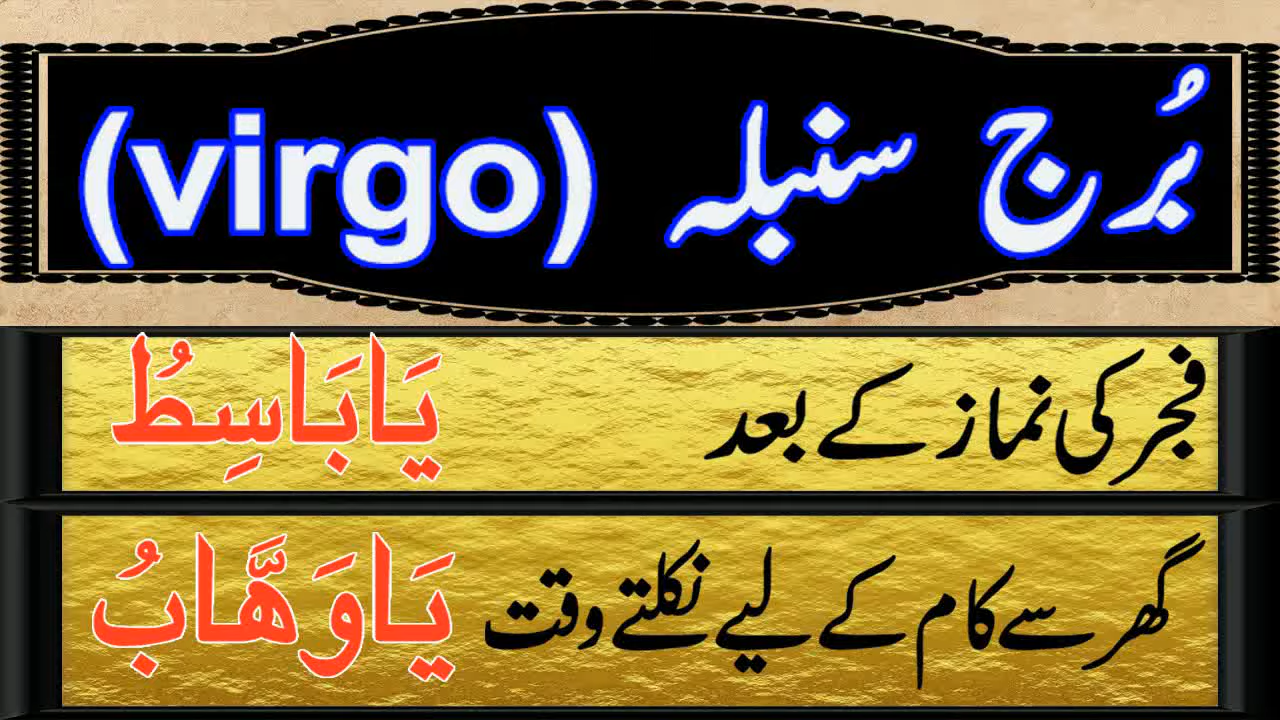 بُرج سنبلہ (virgo)
فجر کی نماز کے بعد يَابَاسِطُ
گھر سے کام کے لیے نکلتے وقت يَاوَهَّابُ